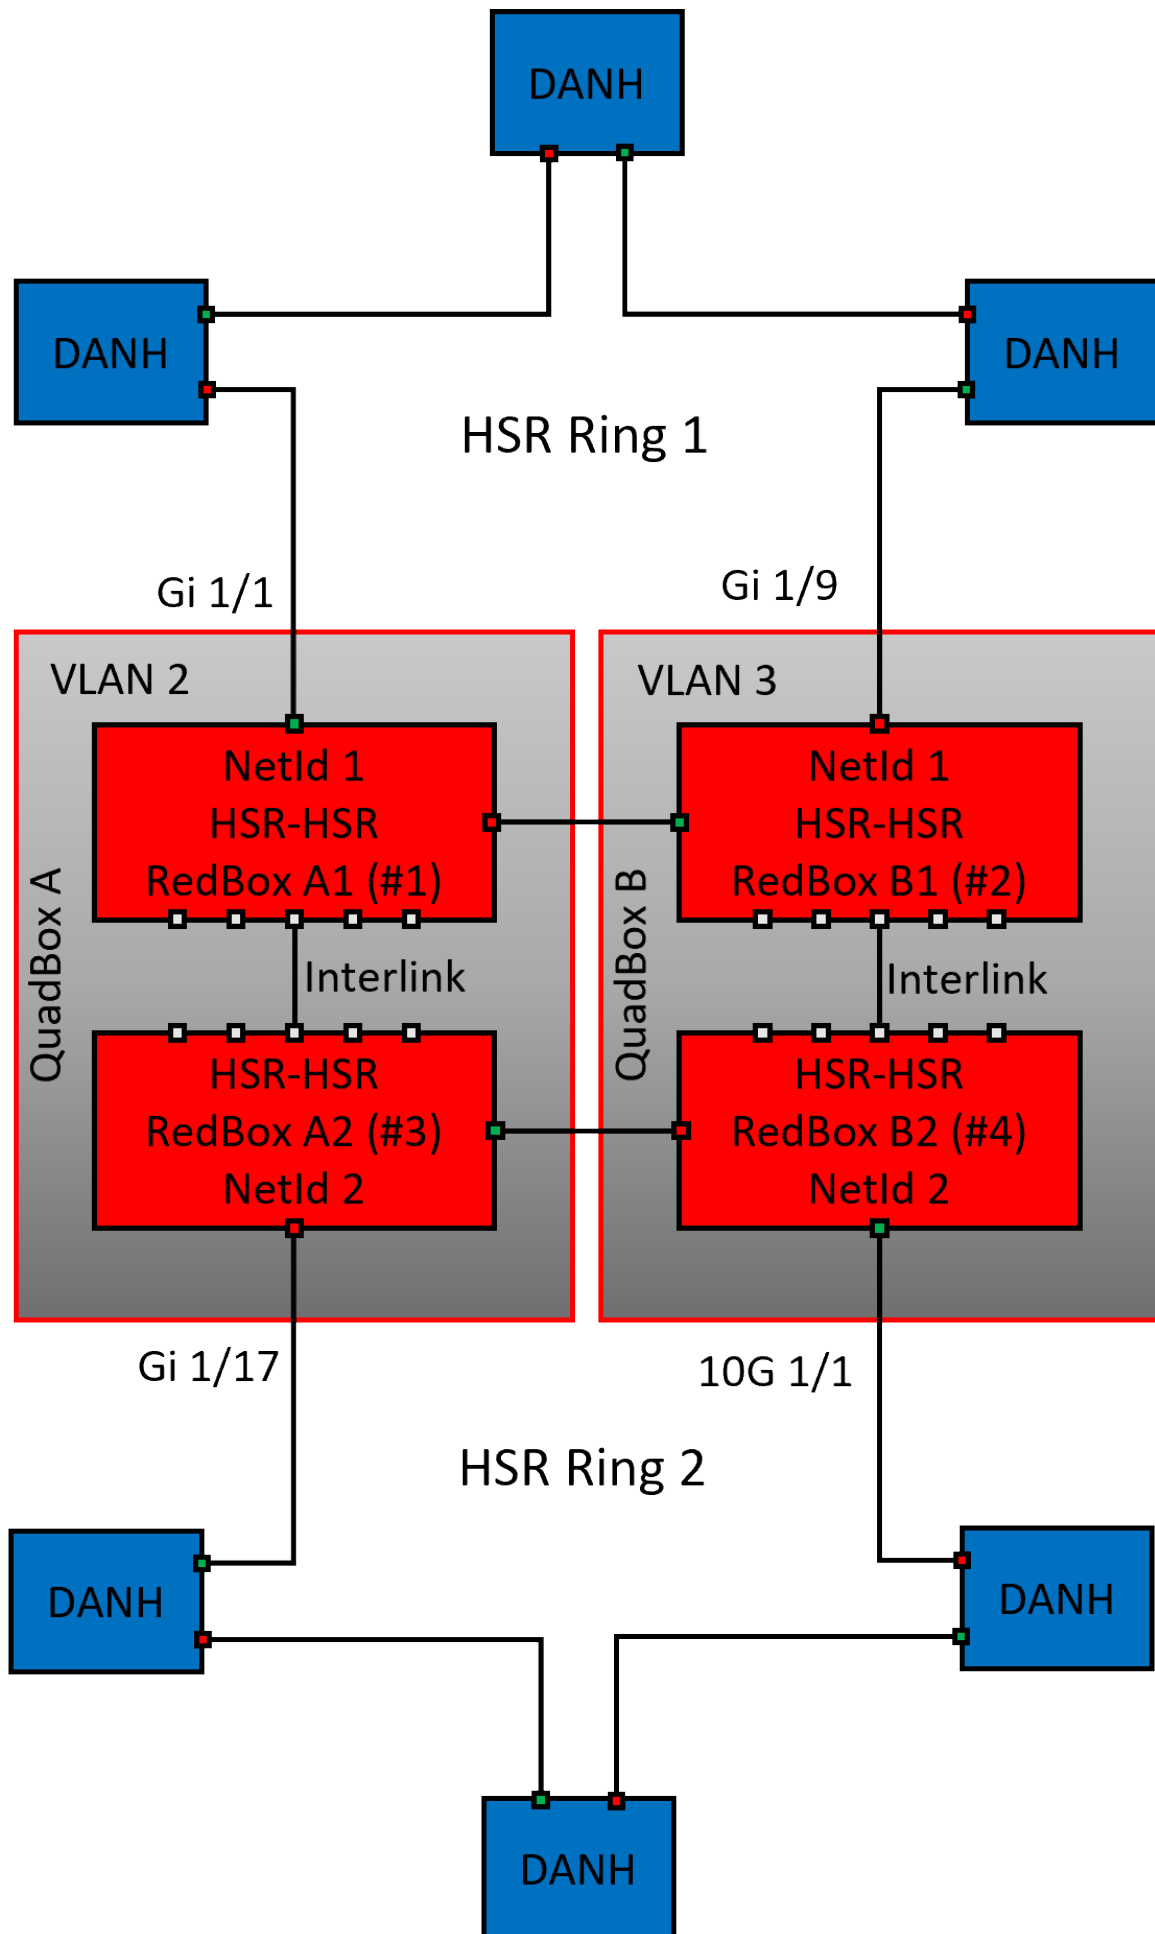 DANH
DANH
DANH
HSR Ring 1
Gi 1/1
Gi 1/9
VLAN 2
VLAN 3
QuadBox A
NetId 1
HSR-HSR
RedBox A1 (#1)
Interlink
HSR-HSR
RedBox A2 (#3)
NetId 2
QuadBox B
NetId 1
HSR-HSR
RedBox B1 (#2)
Interlink
HSR-HSR
RedBox B2 (#4)
NetId 2
Gi 1/17
10G 1/1
HSR Ring 2
DANH
DANH
DANH